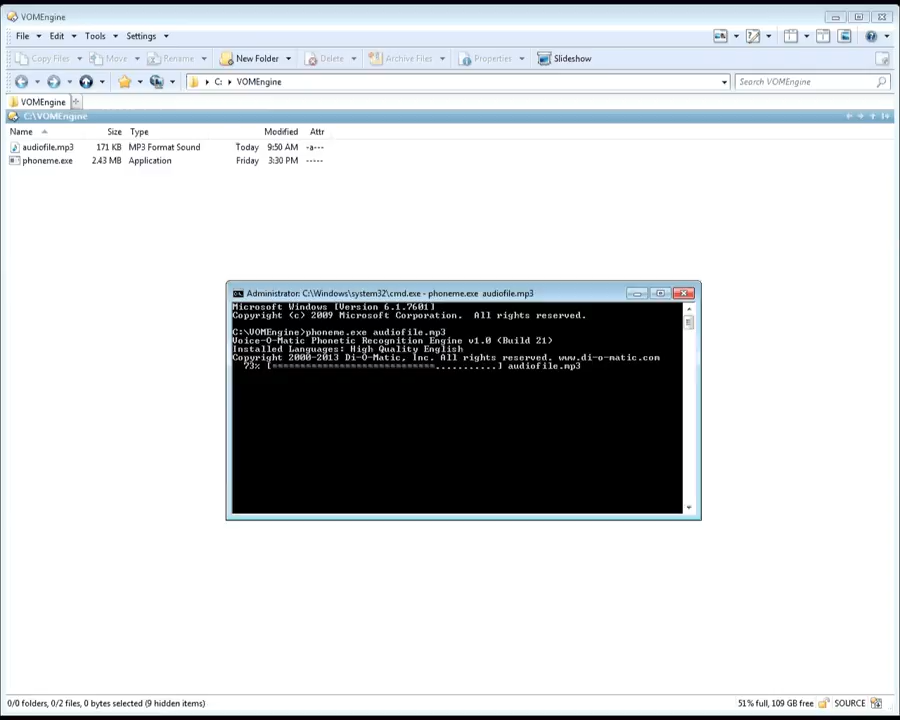 VOMEngine
File Edit Tools Settings
Copy Files Move Rename New Folder Delete Archive Files Properties Slideshow
C: VOMEngine Search VOMEngine
VOMEngine
C:\VOMEngine
Name Size Type Modified Attr
audiofile.mp3 171 KB MP3 Format Sound Today 9:50 AM -a---
phoneme.exe 2.43 MB Application Friday 3:30 PM -----
Administrator: C:\Windows\system32\cmd.exe - phoneme.exe audiofile.mp3
Microsoft Windows [Version 6.1.7601]
Copyright (c) 2009 Microsoft Corporation. All rights reserved.
C:\VOMEngine>phoneme.exe audiofile.mp3
Voice-O-Matic Phonetic Recognition Engine v1.0 (Build 21)
Installed Languages: High Quality English
Copyright 2000-2013 Di-O-Matic, Inc. All rights reserved. www.di-o-matic.com
73% [=============================...........] audiofile.mp3
0/0 folders, 0/2 files, 0 bytes selected (9 hidden items) 51% full, 109 GB free SOURCE